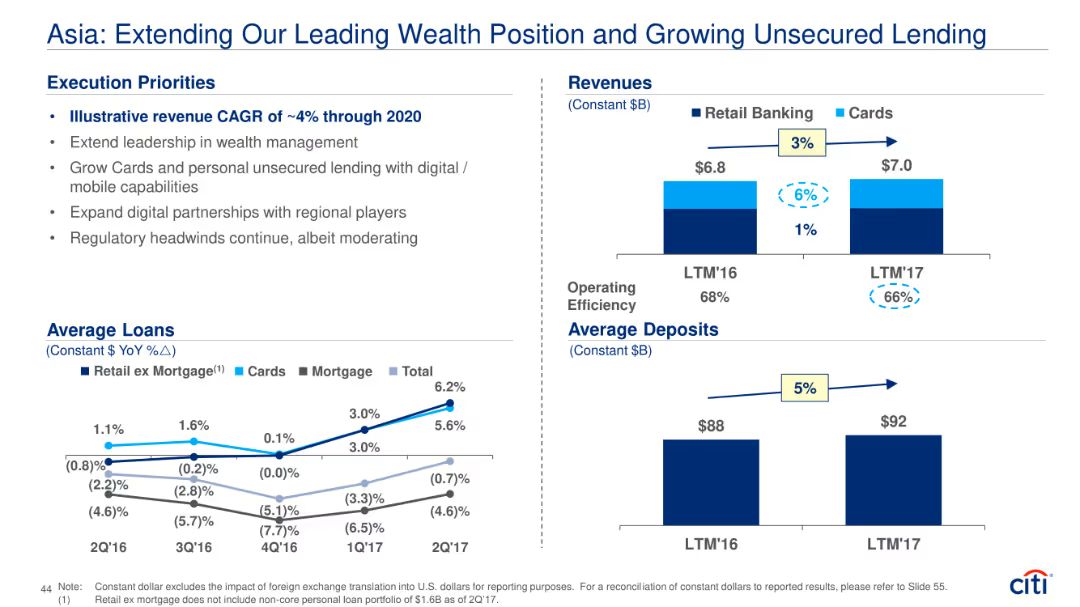 Asia: Extending Our Leading Wealth Position and Growing Unsecured Lending
Execution Priorities
• Illustrative revenue CAGR of ~4% through 2020
• Extend leadership in wealth management
• Grow Cards and personal unsecured lending with digital /
mobile capabilities
• Expand digital partnerships with regional players
• Regulatory headwinds continue, albeit moderating
Revenues
(Constant $B)
Retail Banking Cards
3%
$6.8 $7.0
6%
1%
LTM'16 LTM'17
Operating
Efficiency
68% 66%
Average Loans
(Constant $ YoY %△)
Retail ex Mortgage(1) Cards Mortgage Total
6.2%
1.1% 1.6% 0.1% 3.0% 5.6%
3.0%
(0.8)% (0.2)% (0.0)%
(2.2)% (2.8)% (5.1)% (3.3)% (0.7)%
(4.6)% (5.7)% (7.7)% (6.5)% (4.6)%
2Q'16 3Q'16 4Q'16 1Q'17 2Q'17
Average Deposits
(Constant $B)
5%
$88 $92
LTM'16 LTM'17
44 Note: Constant dollar excludes the impact of foreign exchange translation into U.S. dollars for reporting purposes. For a reconciliation of constant dollars to reported results, please refer to Slide 55.
(1) Retail ex mortgage does not include non-core personal loan portfolio of $1.6B as of 2Q'17.
citi